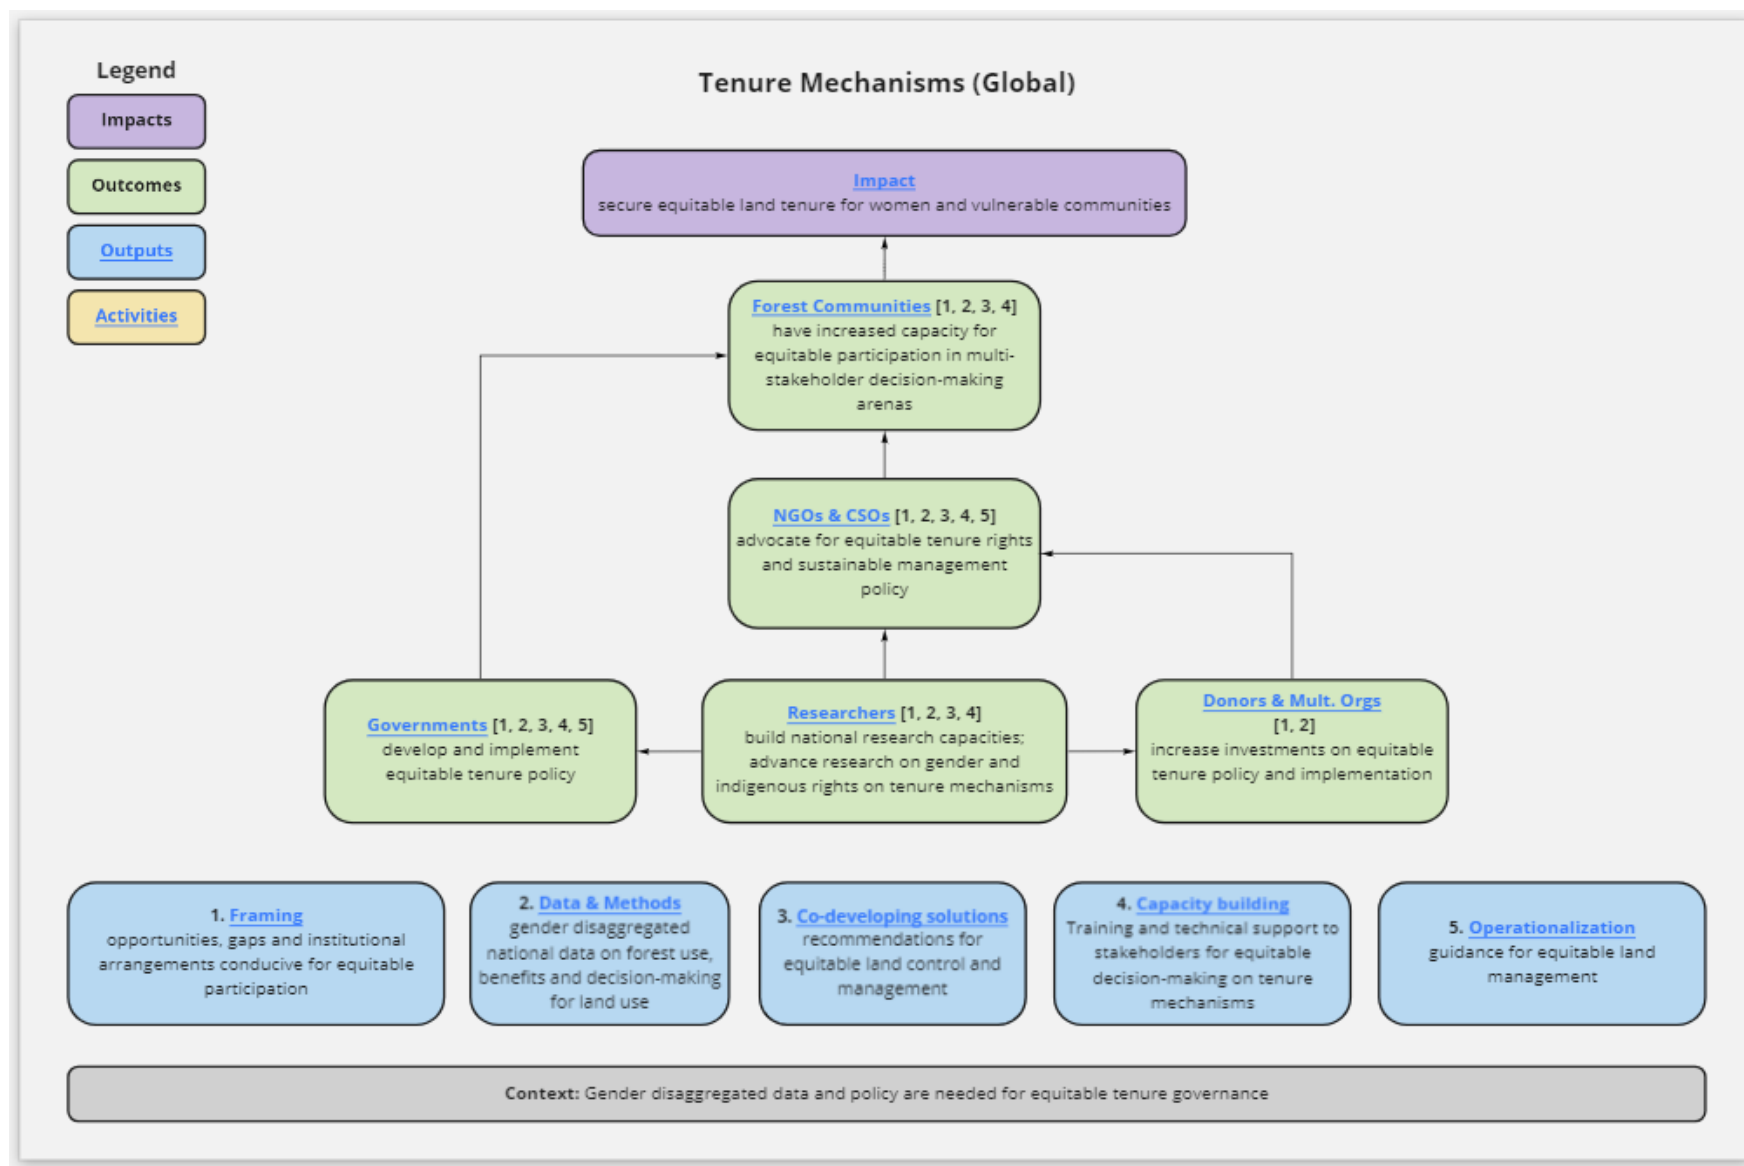 Legend
Impacts
Outcomes
Outputs
Activities
Tenure Mechanisms (Global)
Impact
secure equitable land tenure for women and vulnerable communities
Forest Communities [1, 2, 3, 4]
have increased capacity for
equitable participation in multi-
stakeholder decision-making
arenas
NGOs & CSOs [1, 2, 3, 4, 5]
advocate for equitable tenure rights
and sustainable management
policy
Governments [1, 2, 3, 4, 5]
develop and implement
equitable tenure policy
Researchers [1, 2, 3, 4]
build national research capacities;
advance research on gender and
indigenous rights on tenure mechanisms
Donors & Mult. Orgs
[1, 2]
increase investments on equitable
tenure policy and implementation
1. Framing
opportunities, gaps and institutional
arrangements conducive for equitable
participation
2. Data & Methods
gender disaggregated
national data on forest use,
benefits and decision-making
for land use
3. Co-developing solutions
recommendations for
equitable land control and
management
4. Capacity building
Training and technical support to
stakeholders for equitable
decision-making on tenure
mechanisms
5. Operationalization
guidance for equitable land
management
Context: Gender disaggregated data and policy are needed for equitable tenure governance